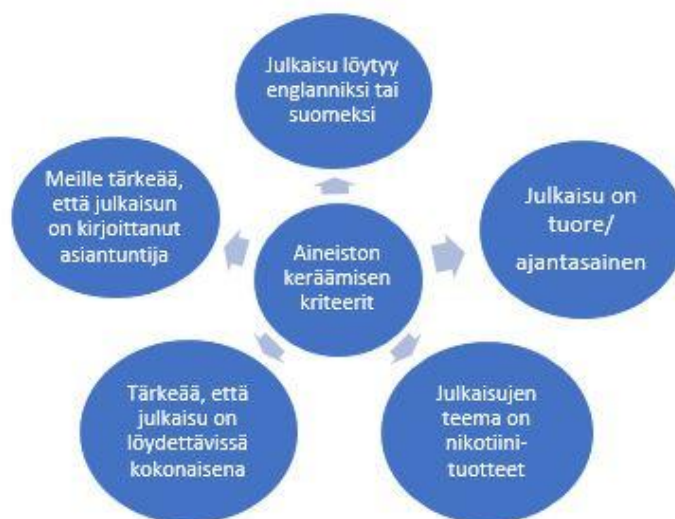 Julkaisu löytyy
englanniksi tai
suomeksi
Meille tärkeää,
että julkaisun
on kirjoittanut
asiantuntija
Julkaisu on
tuore/
ajantasainen
Aineiston
keräämisen
kriteerit
Tärkeää, että
julkaisu on
löydettävissä
kokonaisena
Julkaisujen
teema on
nikotiini-
tuotteet